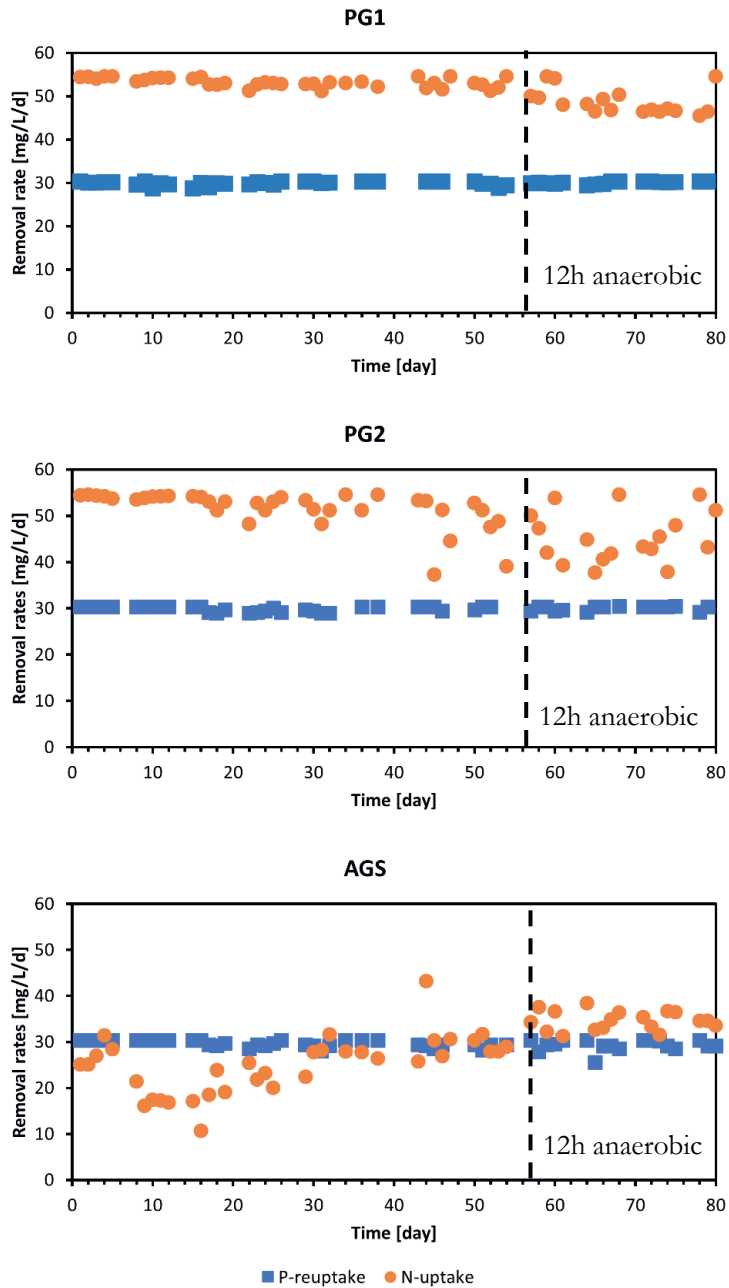 PG1
60
50
40
30
20
10
0
Removal rate [mg/L/d]
12h anaerobic
0 10 20 30 40 50 60 70 80
Time [day]
PG2
60
50
40
30
20
10
0
Removal rates [mg/L/d]
12h anaerobic
0 10 20 30 40 50 60 70 80
Time [day]
AGS
60
50
40
30
20
10
0
Removal rates [mg/L/d]
12h anaerobic
0 10 20 30 40 50 60 70 80
Time [day]
P-reuptake N-uptake